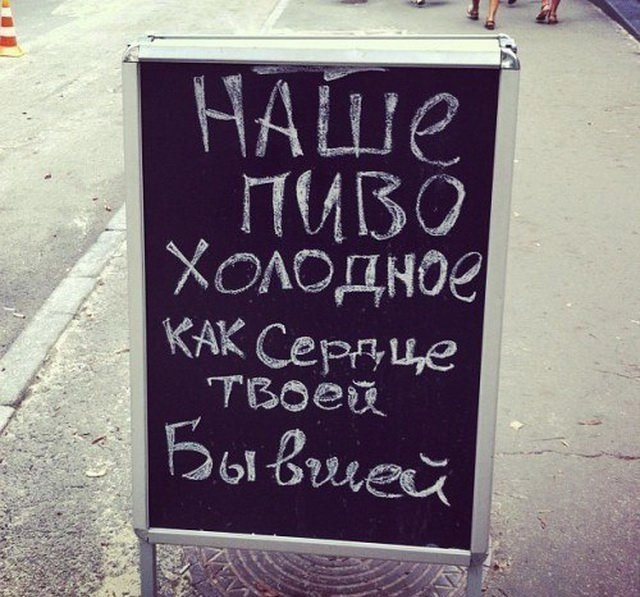 НАШЕ
ПИВО
ХОЛОДНОЕ
КАК Сердце
твоей
Бывшей